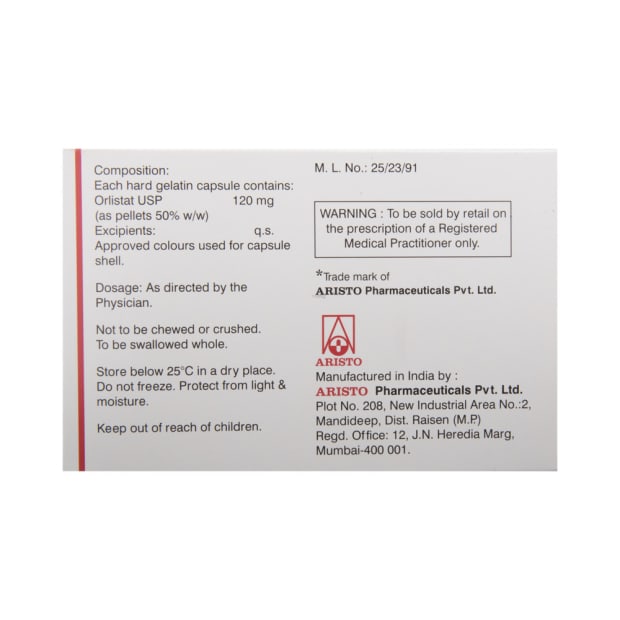 Composition:
Each hard gelatin capsule contains:
Orlistat USP 120 mg
(as pellets 50% w/w)
Excipients: q.s.
Approved colours used for capsule
shell.
Dosage: As directed by the
Physician.
Not to be chewed or crushed.
To be swallowed whole.
Store below 25°C in a dry place.
Do not freeze. Protect from light &
moisture.
Keep out of reach of children.
M. L. No.: 25/23/91
WARNING : To be sold by retail on
the prescription of a Registered
Medical Practitioner only.
*Trade mark of
ARISTO Pharmaceuticals Pvt. Ltd.
ARISTO
Manufactured in India by :
ARISTO Pharmaceuticals Pvt. Ltd.
Plot No. 208, New Industrial Area No.:2,
Mandideep, Dist. Raisen (M.P.)
Regd. Office: 12, J.N. Heredia Marg,
Mumbai-400 001.